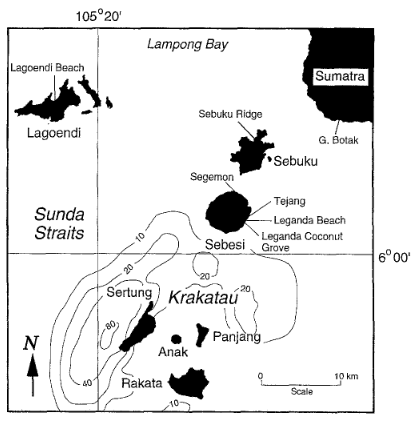 105°20'
Lampong Bay
Lagoendi Beach
Sumatra
Sebuku Ridge
Lagoendi
G. Botak
Sebuku
Segemon
Tejang
Sunda
Straits
Leganda Beach
Leganda Coconut
Grove
Sebesi
6°00'
10
20
20
Sertung
Krakatau
20
80
Panjang
Anak
N
40
Rakata
0
10 km
Scale
10